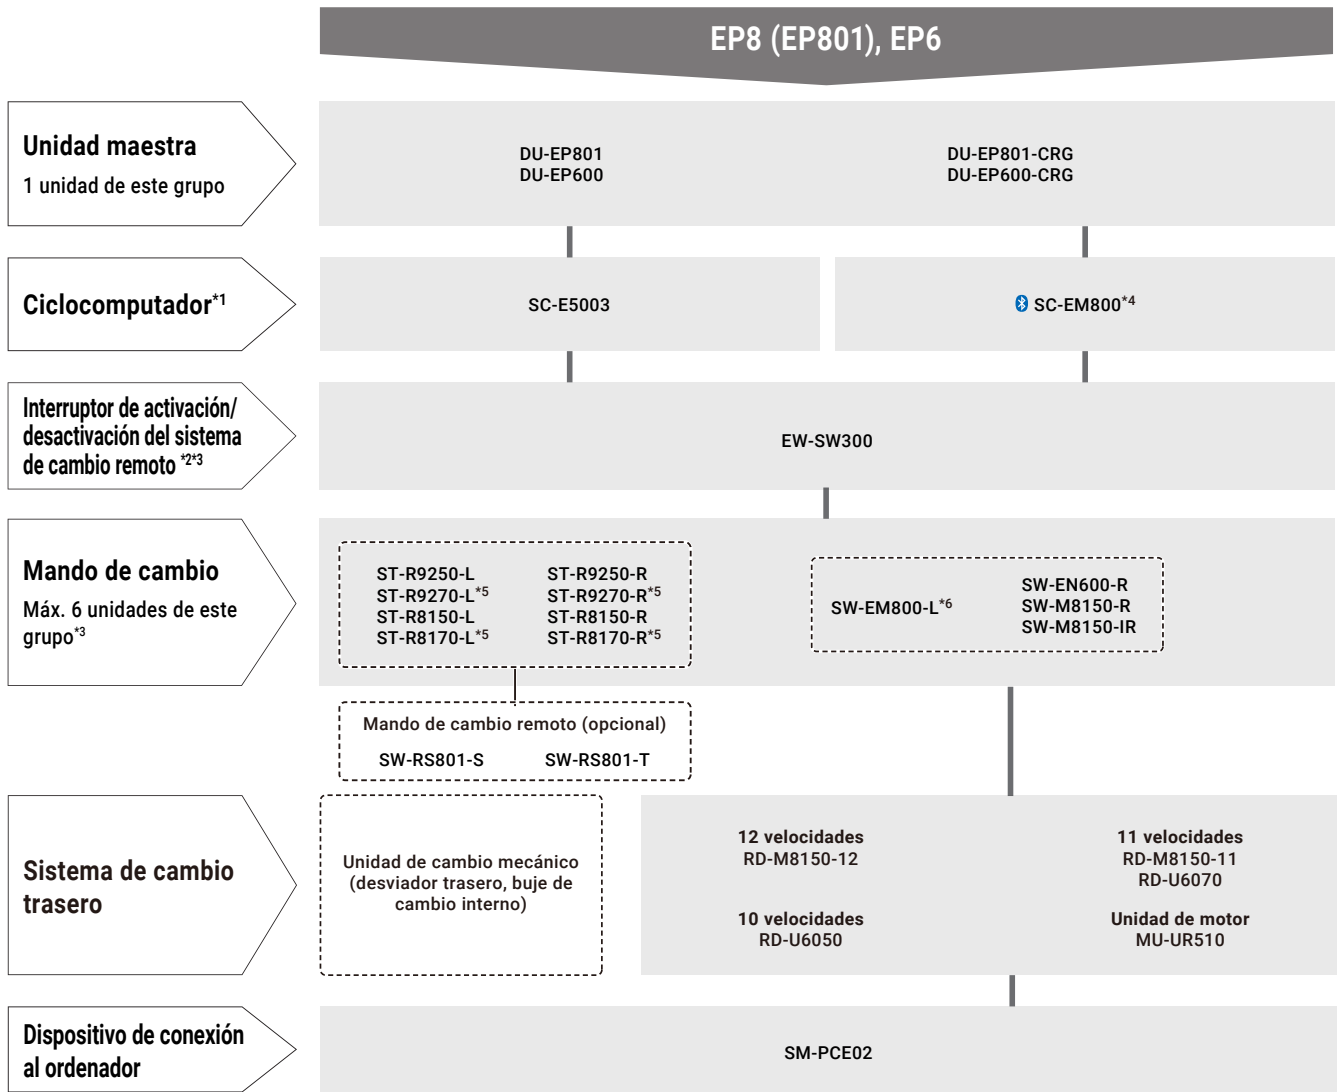 EP8 (EP801), EP6
Unidad maestra
1 unidad de este grupo
DU-EP801
DU-EP600
DU-EP801-CRG
DU-EP600-CRG
Ciclocomputador*1
SC-E5003
SC-EM800*4
Interruptor de activación/
desactivación del sistema
de cambio remoto *2*3
EW-SW300
Mando de cambio
Máx. 6 unidades de este
grupo*3
ST-R9250-L
ST-R9270-L*5
ST-R8150-L
ST-R8170-L*5
ST-R9250-R
ST-R9270-R*5
ST-R8150-R
ST-R8170-R*5
SW-EM800-L*6
SW-EN600-R
SW-M8150-R
SW-M8150-IR
Mando de cambio remoto (opcional)
SW-RS801-S
SW-RS801-T
Sistema de cambio
trasero
Unidad de cambio mecánico
(desviador trasero, buje de
cambio interno)
12 velocidades
RD-M8150-12
11 velocidades
RD-M8150-11
RD-U6070
10 velocidades
RD-U6050
Unidad de motor
MU-UR510
Dispositivo de conexión
al ordenador
SM-PCE02